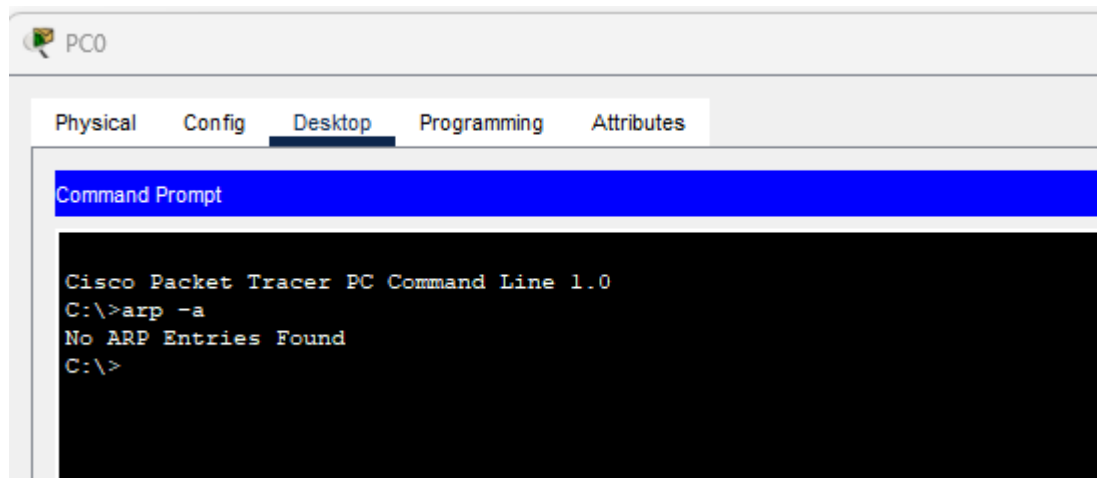 PC0
Physical Config Desktop Programming Attributes
Command Prompt
Cisco Packet Tracer PC Command Line 1.0
C:\>arp -a
No ARP Entries Found
C:\>